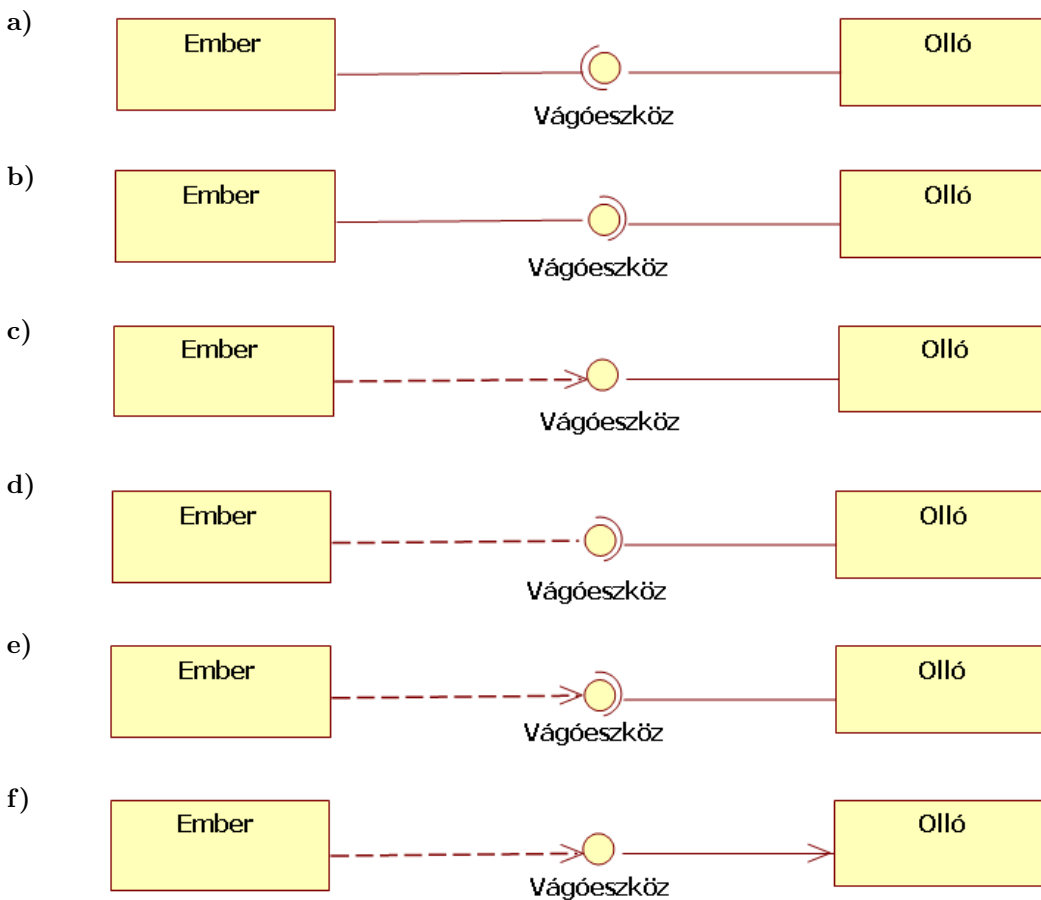 a)
Ember
Olló
Vágóeszköz
b)
Ember
Olló
Vágóeszköz
c)
Ember
Olló
Vágóeszköz
d)
Ember
Olló
Vágóeszköz
e)
Ember
Olló
Vágóeszköz
f)
Ember
Olló
Vágóeszköz